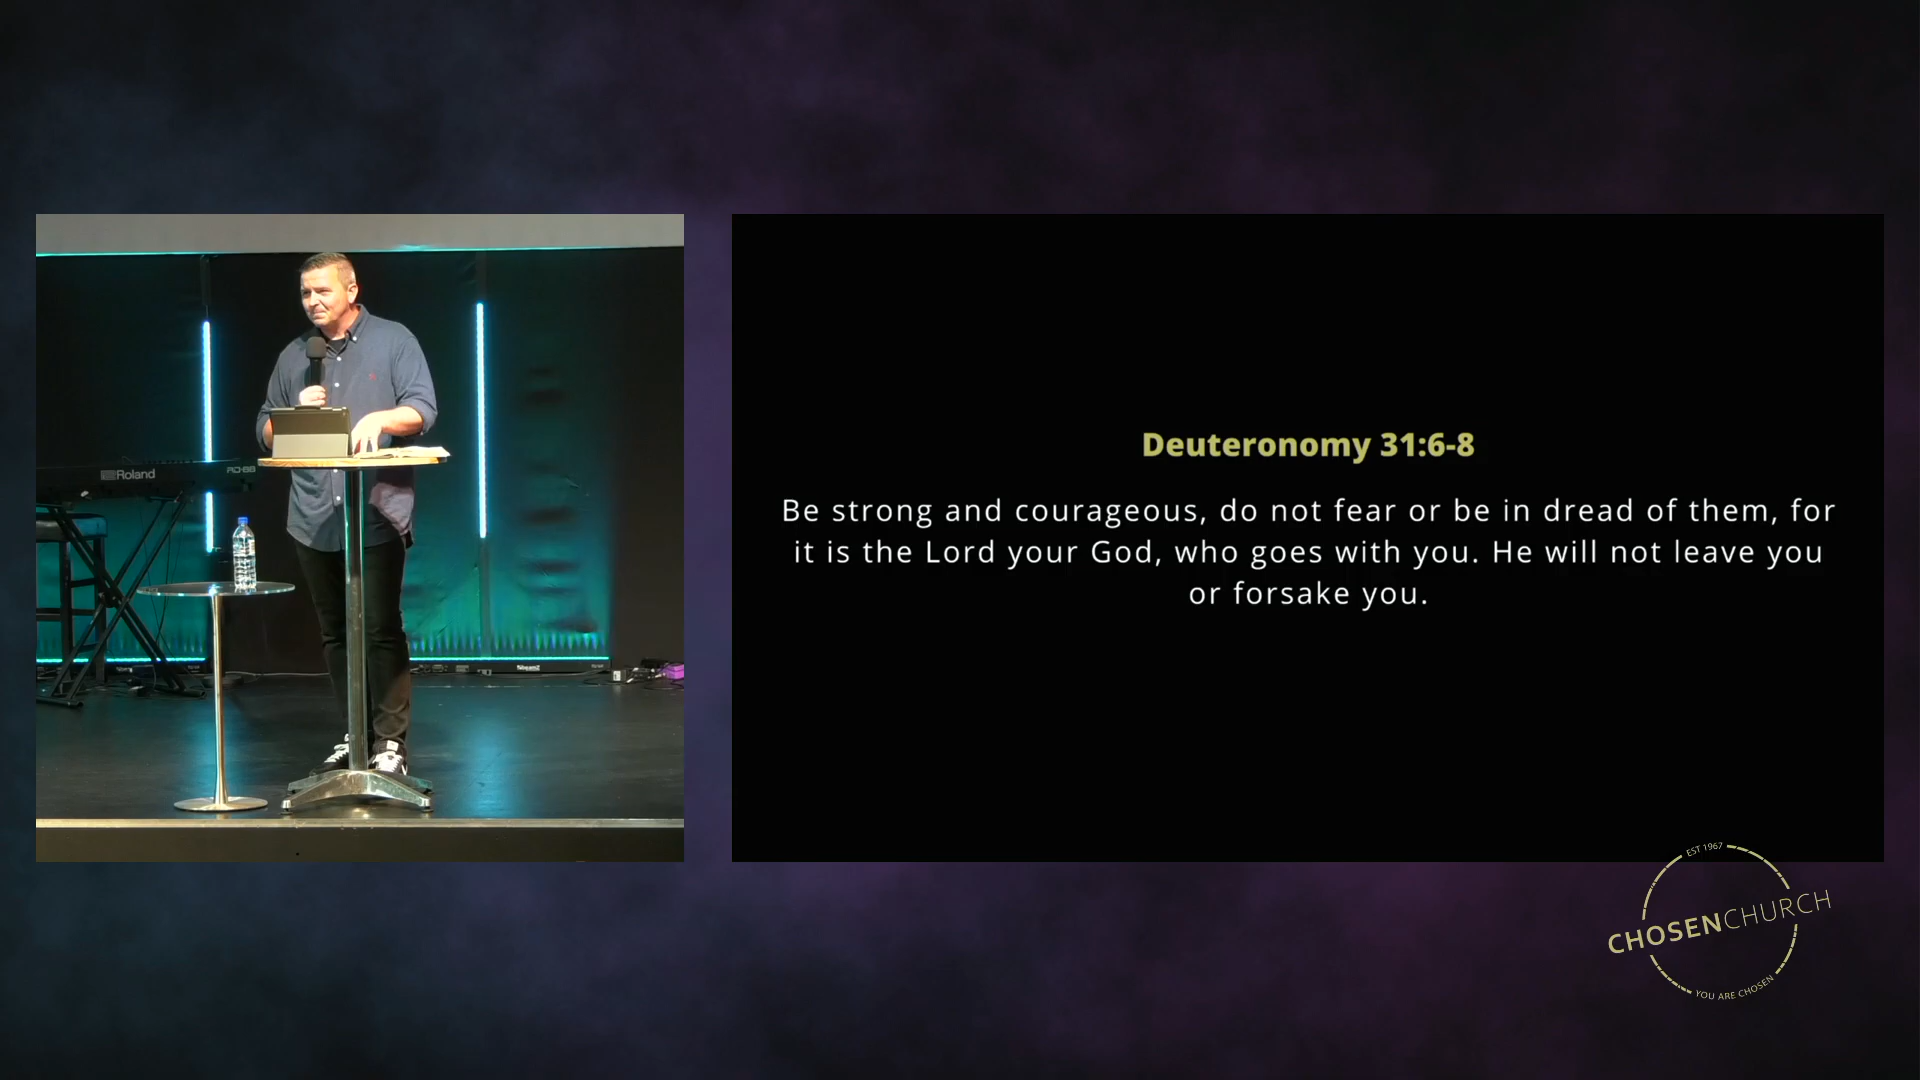 Roland
RD-88
Deuteronomy 31:6-8
Be strong and courageous, do not fear or be in dread of them, for
it is the Lord your God, who goes with you. He will not leave you
or forsake you.
EST 1967
CHOSENCHURCH
YOU ARE CHOSEN